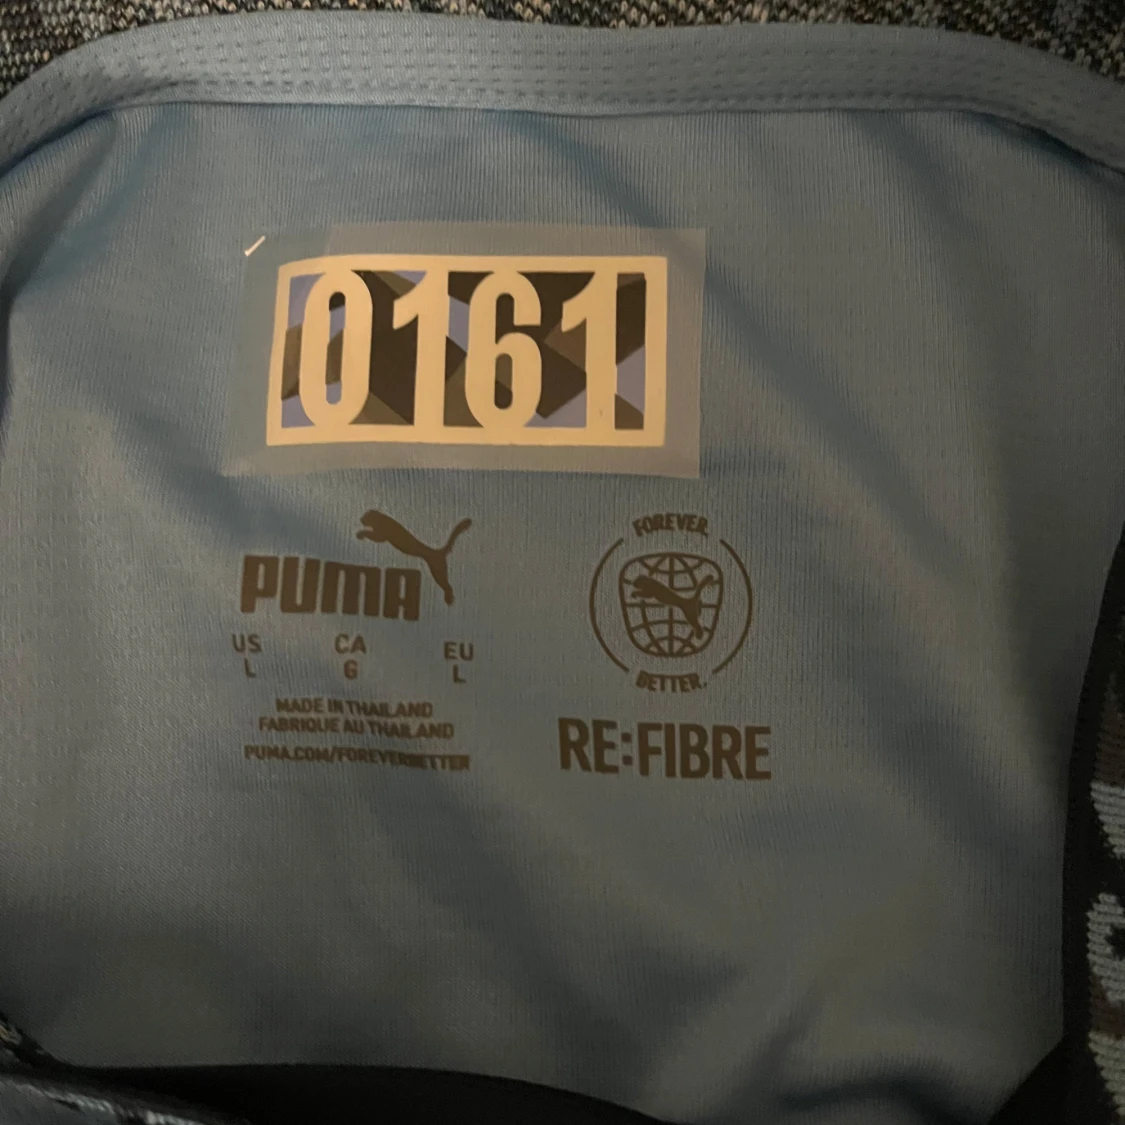 0161
PUMA
US CA EU
L G L
MADE IN THAILAND
FABRIQUE AU THAILAND
PUMA.COM/FOREVERBETTER
FOREVER.
BETTER.
RE:FIBRE